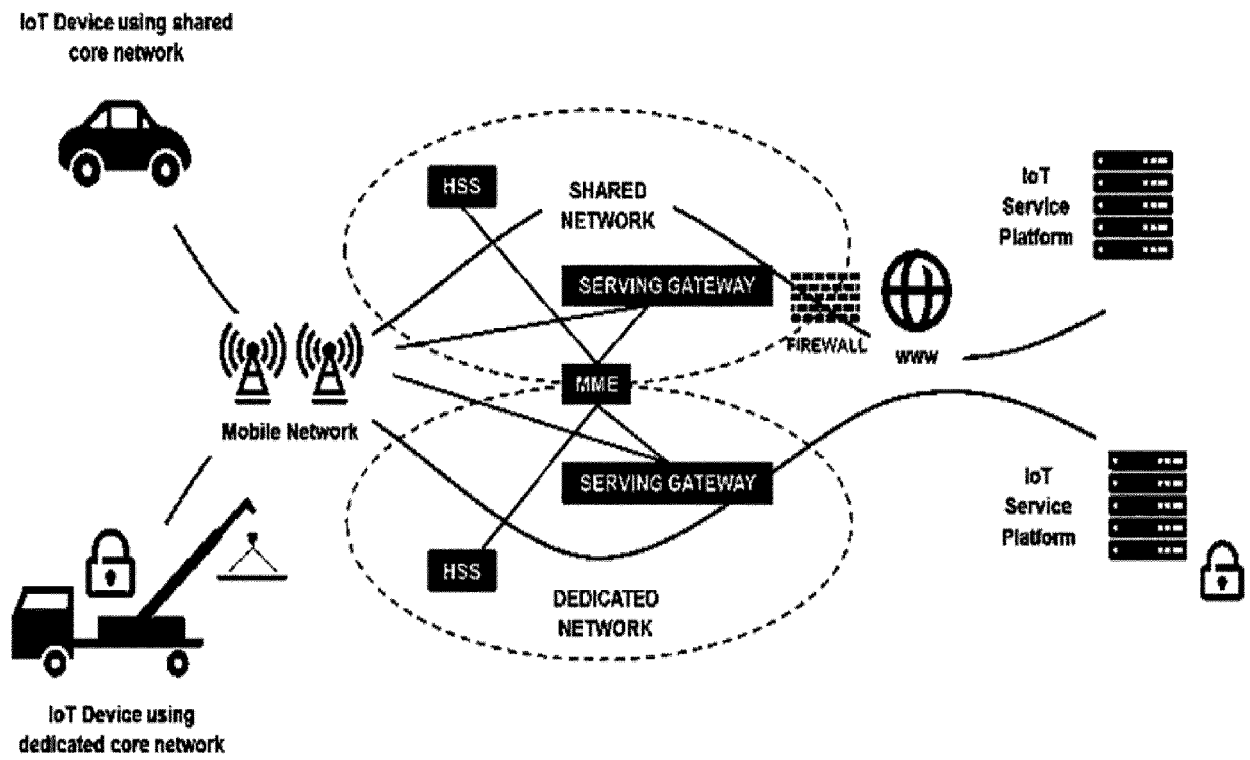 IoT Device using shared
core network
HSS
SHARED
NETWORK
IoT
Service
Platform
SERVING GATEWAY
FIREWALL
WWW
MME
Mobile Network
SERVING GATEWAY
IoT
Service
Platform
HSS
DEDICATED
NETWORK
IoT Device using
dedicated core network